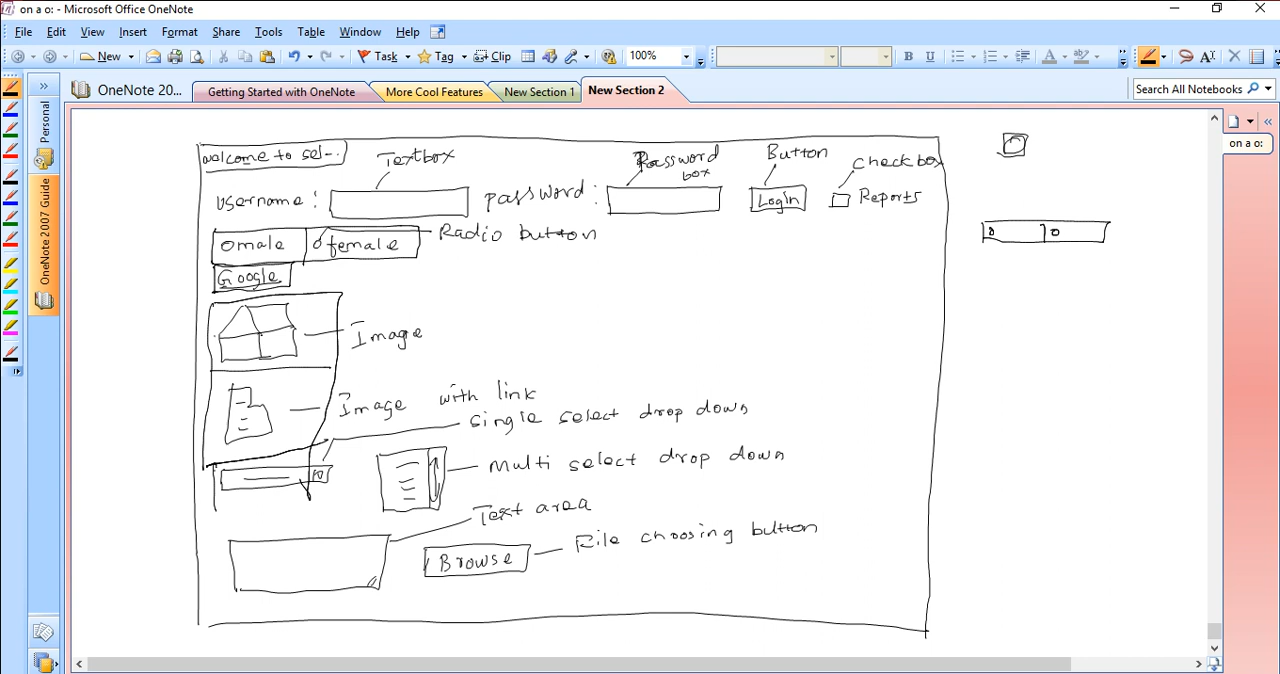 on a o: - Microsoft Office OneNote
File Edit View Insert Format Share Tools Table Window Help
New Task Tag Clip 100%
OneNote 20... Getting Started with OneNote More Cool Features New Section 1 New Section 2 Search All Notebooks
Personal
OneNote 2007 Guide
on a o:
welcome to sel-..
Textbox
Password box
Button
checkbox
username :
password :
Login
Reports
o male o female
Radio button
Google
Image
Image with link
single select drop down
multi select drop down
Text area
Browse
File choosing button